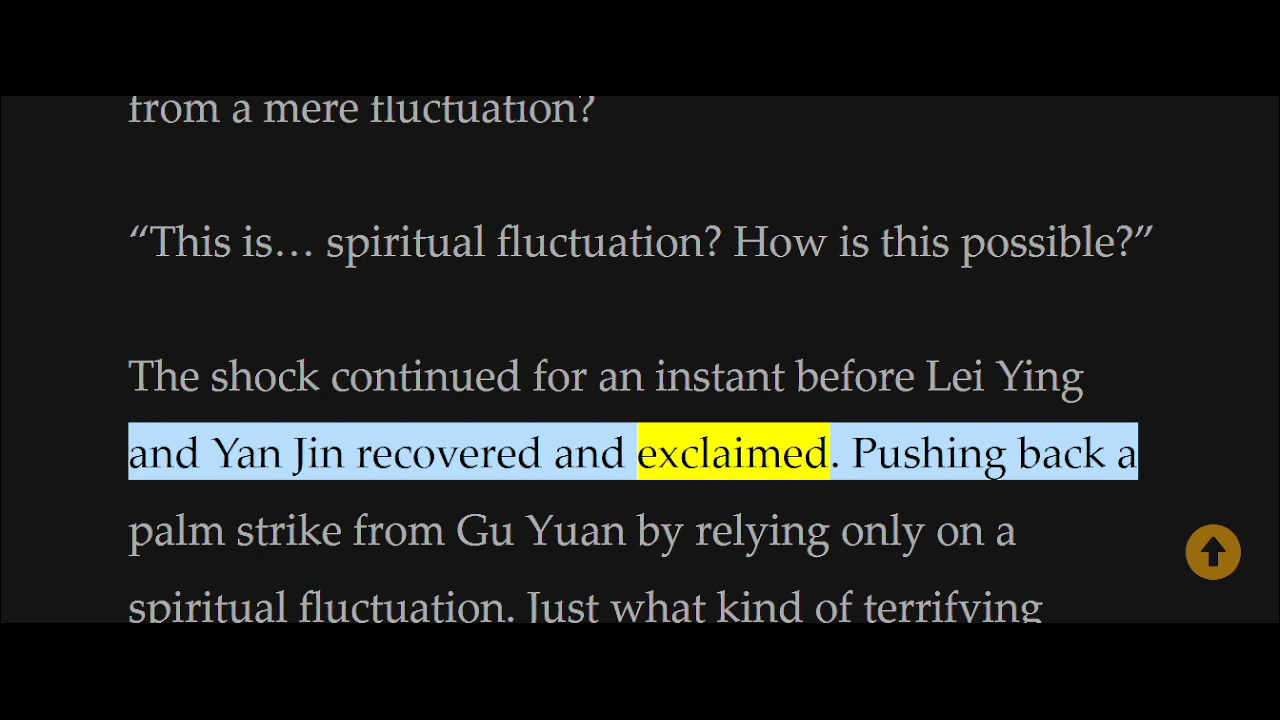 from a mere fluctuation?
“This is… spiritual fluctuation? How is this possible?”
The shock continued for an instant before Lei Ying
and Yan Jin recovered and exclaimed. Pushing back a
palm strike from Gu Yuan by relying only on a
spiritual fluctuation. Just what kind of terrifying